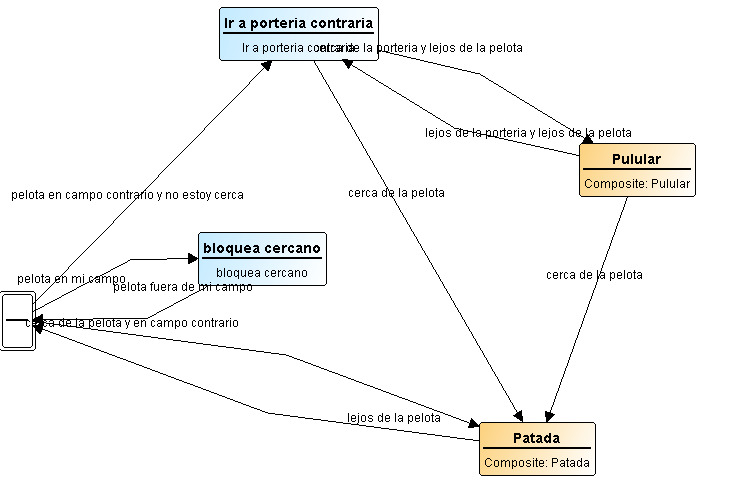 Ir a porteria contraria
Ir a porteria contraria
cerca de la porteria y lejos de la pelota
lejos de la porteria y lejos de la pelota
Pulular
Composite: Pulular
pelota en campo contrario y no estoy cerca
cerca de la pelota
bloquea cercano
bloquea cercano
pelota en mi campo
pelota fuera de mi campo
cerca de la pelota
cerca de la pelota y en campo contrario
lejos de la pelota
Patada
Composite: Patada